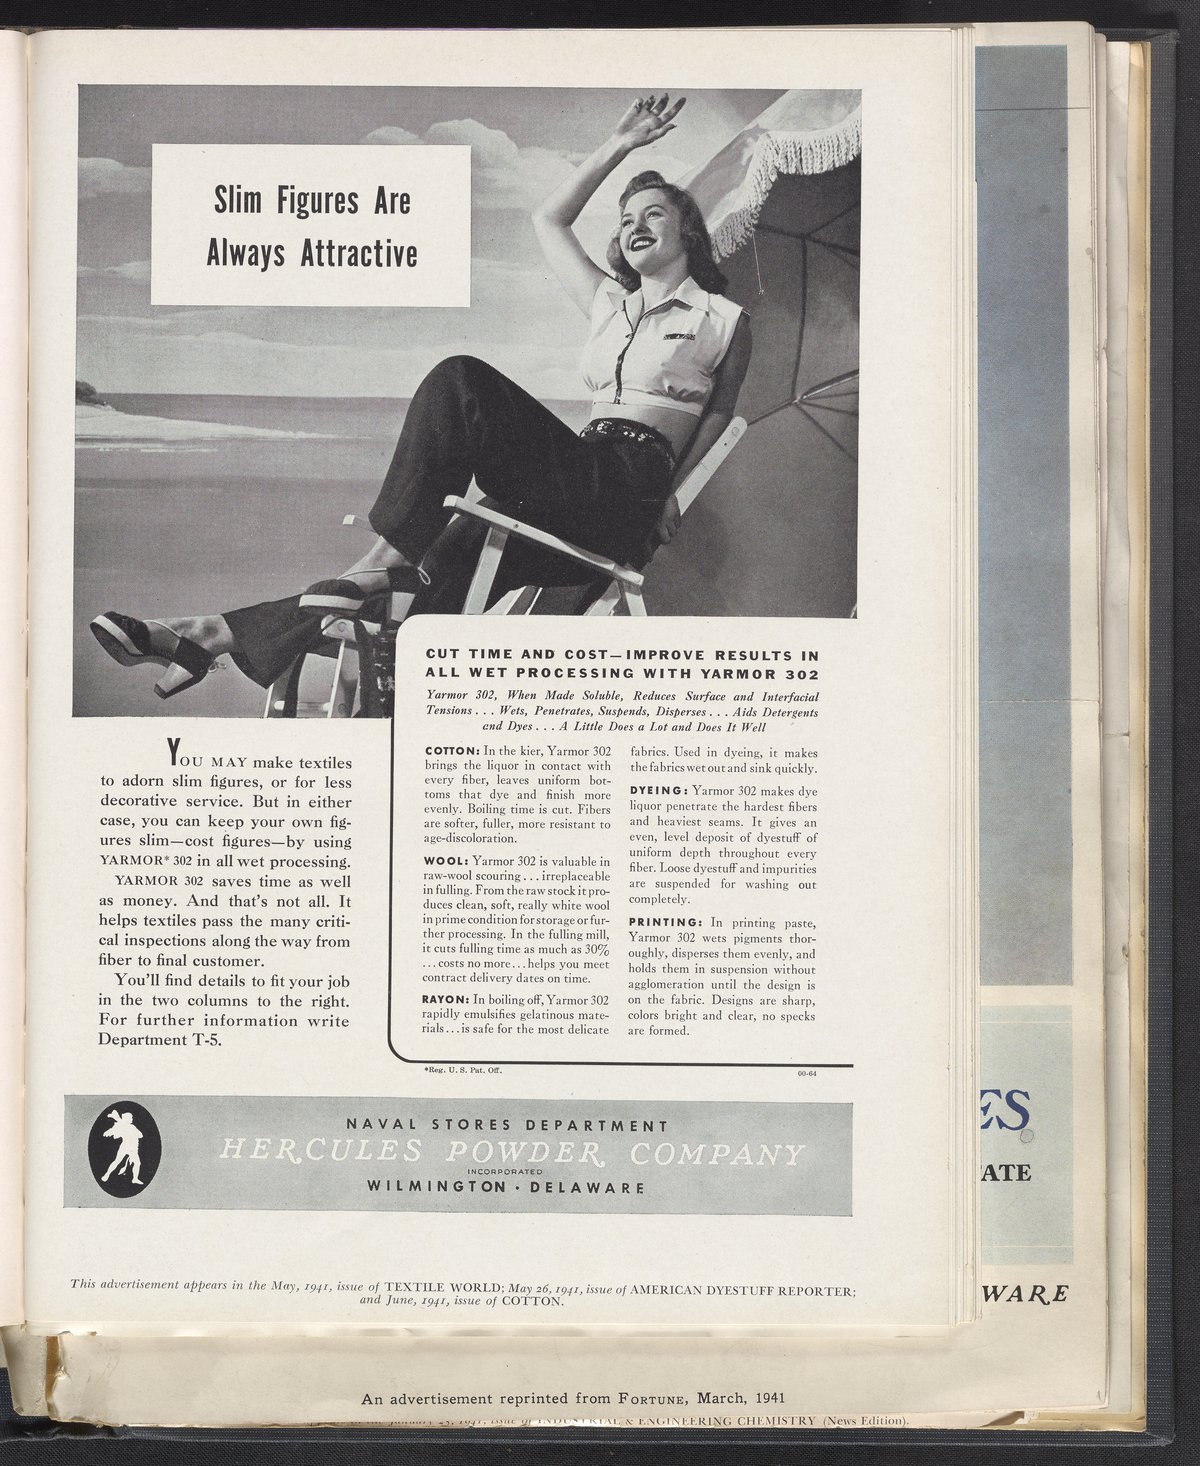 Slim Figures Are
Always Attractive
CUT TIME AND COST—IMPROVE RESULTS IN
ALL WET PROCESSING WITH YARMOR 302
Yarmor 302, When Made Soluble, Reduces Surface and Interfacial
Tensions . . . Wets, Penetrates, Suspends, Disperses . . . Aids Detergents
and Dyes . . . A Little Does a Lot and Does It Well
YOU MAY make textiles
to adorn slim figures, or for less
decorative service. But in either
case, you can keep your own fig-
ures slim—cost figures—by using
YARMOR* 302 in all wet processing.
YARMOR 302 saves time as well
as money. And that's not all. It
helps textiles pass the many criti-
cal inspections along the way from
fiber to final customer.
You'll find details to fit your job
in the two columns to the right.
For further information write
Department T-5.
COTTON: In the kier, Yarmor 302
brings the liquor in contact with
every fiber, leaves uniform bot-
toms that dye and finish more
evenly. Boiling time is cut. Fibers
are softer, fuller, more resistant to
age-discoloration.
WOOL: Yarmor 302 is valuable in
raw-wool scouring . . . irreplaceable
in fulling. From the raw stock it pro-
duces clean, soft, really white wool
in prime condition for storage or fur-
ther processing. In the fulling mill,
it cuts fulling time as much as 30%
. . . costs no more . . . helps you meet
contract delivery dates on time.
RAYON: In boiling off, Yarmor 302
rapidly emulsifies gelatinous mate-
rials . . . is safe for the most delicate
fabrics. Used in dyeing, it makes
the fabrics wet out and sink quickly.
DYEING: Yarmor 302 makes dye
liquor penetrate the hardest fibers
and heaviest seams. It gives an
even, level deposit of dyestuff of
uniform depth throughout every
fiber. Loose dyestuff and impurities
are suspended for washing out
completely.
PRINTING: In printing paste,
Yarmor 302 wets pigments thor-
oughly, disperses them evenly, and
holds them in suspension without
agglomeration until the design is
on the fabric. Designs are sharp,
colors bright and clear, no specks
are formed.
*Reg. U. S. Pat. Off.
00-64
NAVAL STORES DEPARTMENT
HERCULES POWDER COMPANY
INCORPORATED
WILMINGTON · DELAWARE
This advertisement appears in the May, 1941, issue of TEXTILE WORLD; May 26, 1941, issue of AMERICAN DYESTUFF REPORTER;
and June, 1941, issue of COTTON.
ES
ATE
WARE
An advertisement reprinted from FORTUNE, March, 1941
January 25, 1941, issue of INDUSTRIAL & ENGINEERING CHEMISTRY (News Edition).